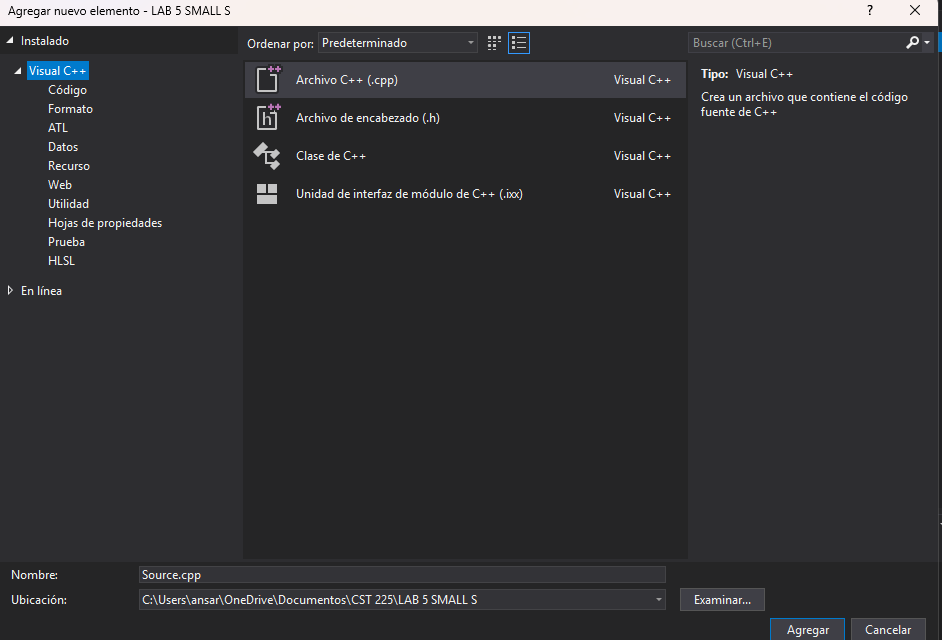 Agregar nuevo elemento - LAB 5 SMALL S
?
Instalado
Ordenar por: Predeterminado
Buscar (Ctrl+E)
Visual C++
Código
Formato
ATL
Datos
Recurso
Web
Utilidad
Hojas de propiedades
Prueba
HLSL
En línea
Archivo C++ (.cpp) Visual C++
Archivo de encabezado (.h) Visual C++
Clase de C++ Visual C++
Unidad de interfaz de módulo de C++ (.ixx) Visual C++
Tipo: Visual C++
Crea un archivo que contiene el código
fuente de C++
Nombre: Source.cpp
Ubicación: C:\Users\ansar\OneDrive\Documentos\CST 225\LAB 5 SMALL S
Examinar...
Agregar Cancelar